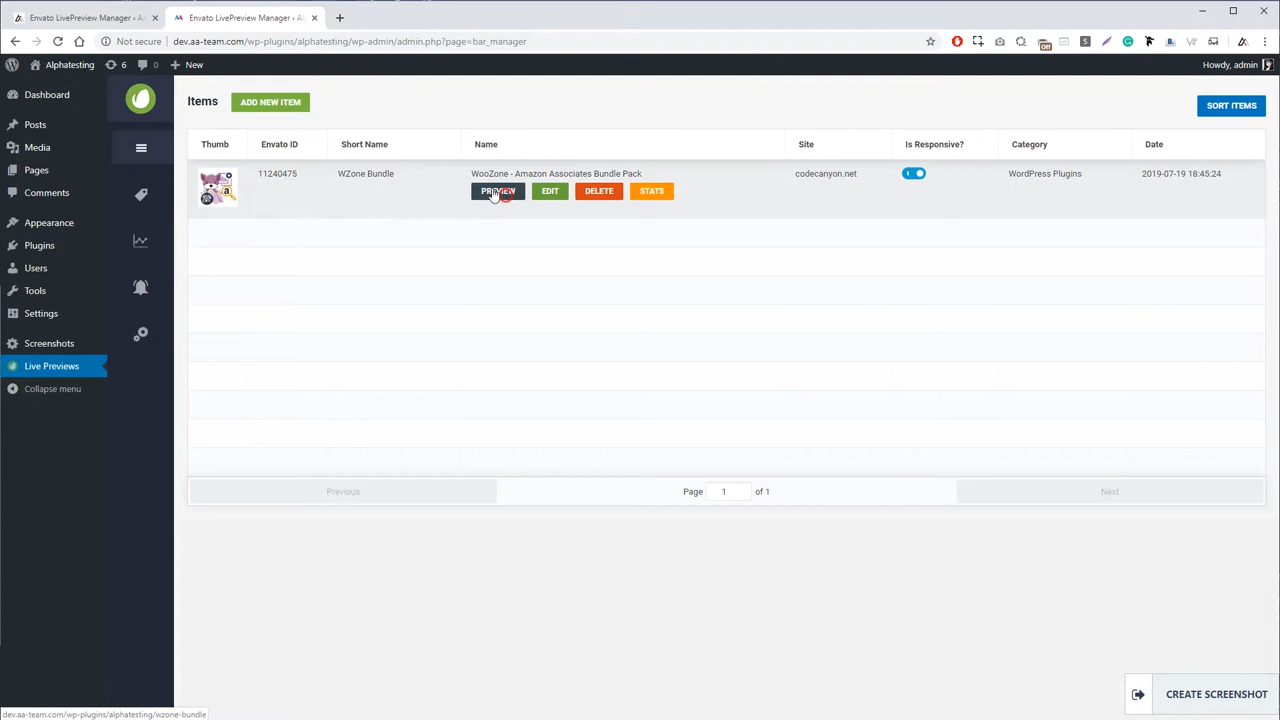 Envato LivePreview Manager ‹ A
Envato LivePreview Manager ‹ Al
Not secure
dev.aa-team.com/wp-plugins/alphatesting/wp-admin/admin.php?page=bar_manager
Off
Alphatesting
6
0
New
Howdy, admin
Dashboard
Posts
Media
Pages
Comments
Appearance
Plugins
Users
Tools
Settings
Screenshots
Live Previews
Collapse menu
Items
ADD NEW ITEM
SORT ITEMS
Thumb
Envato ID
Short Name
Name
Site
Is Responsive?
Category
Date
11240475
WZone Bundle
WooZone - Amazon Associates Bundle Pack
codecanyon.net
WordPress Plugins
2019-07-19 18:45:24
PREVIEW
EDIT
DELETE
STATS
Previous
Page
1
of 1
Next
CREATE SCREENSHOT
dev.aa-team.com/wp-plugins/alphatesting/wzone-bundle